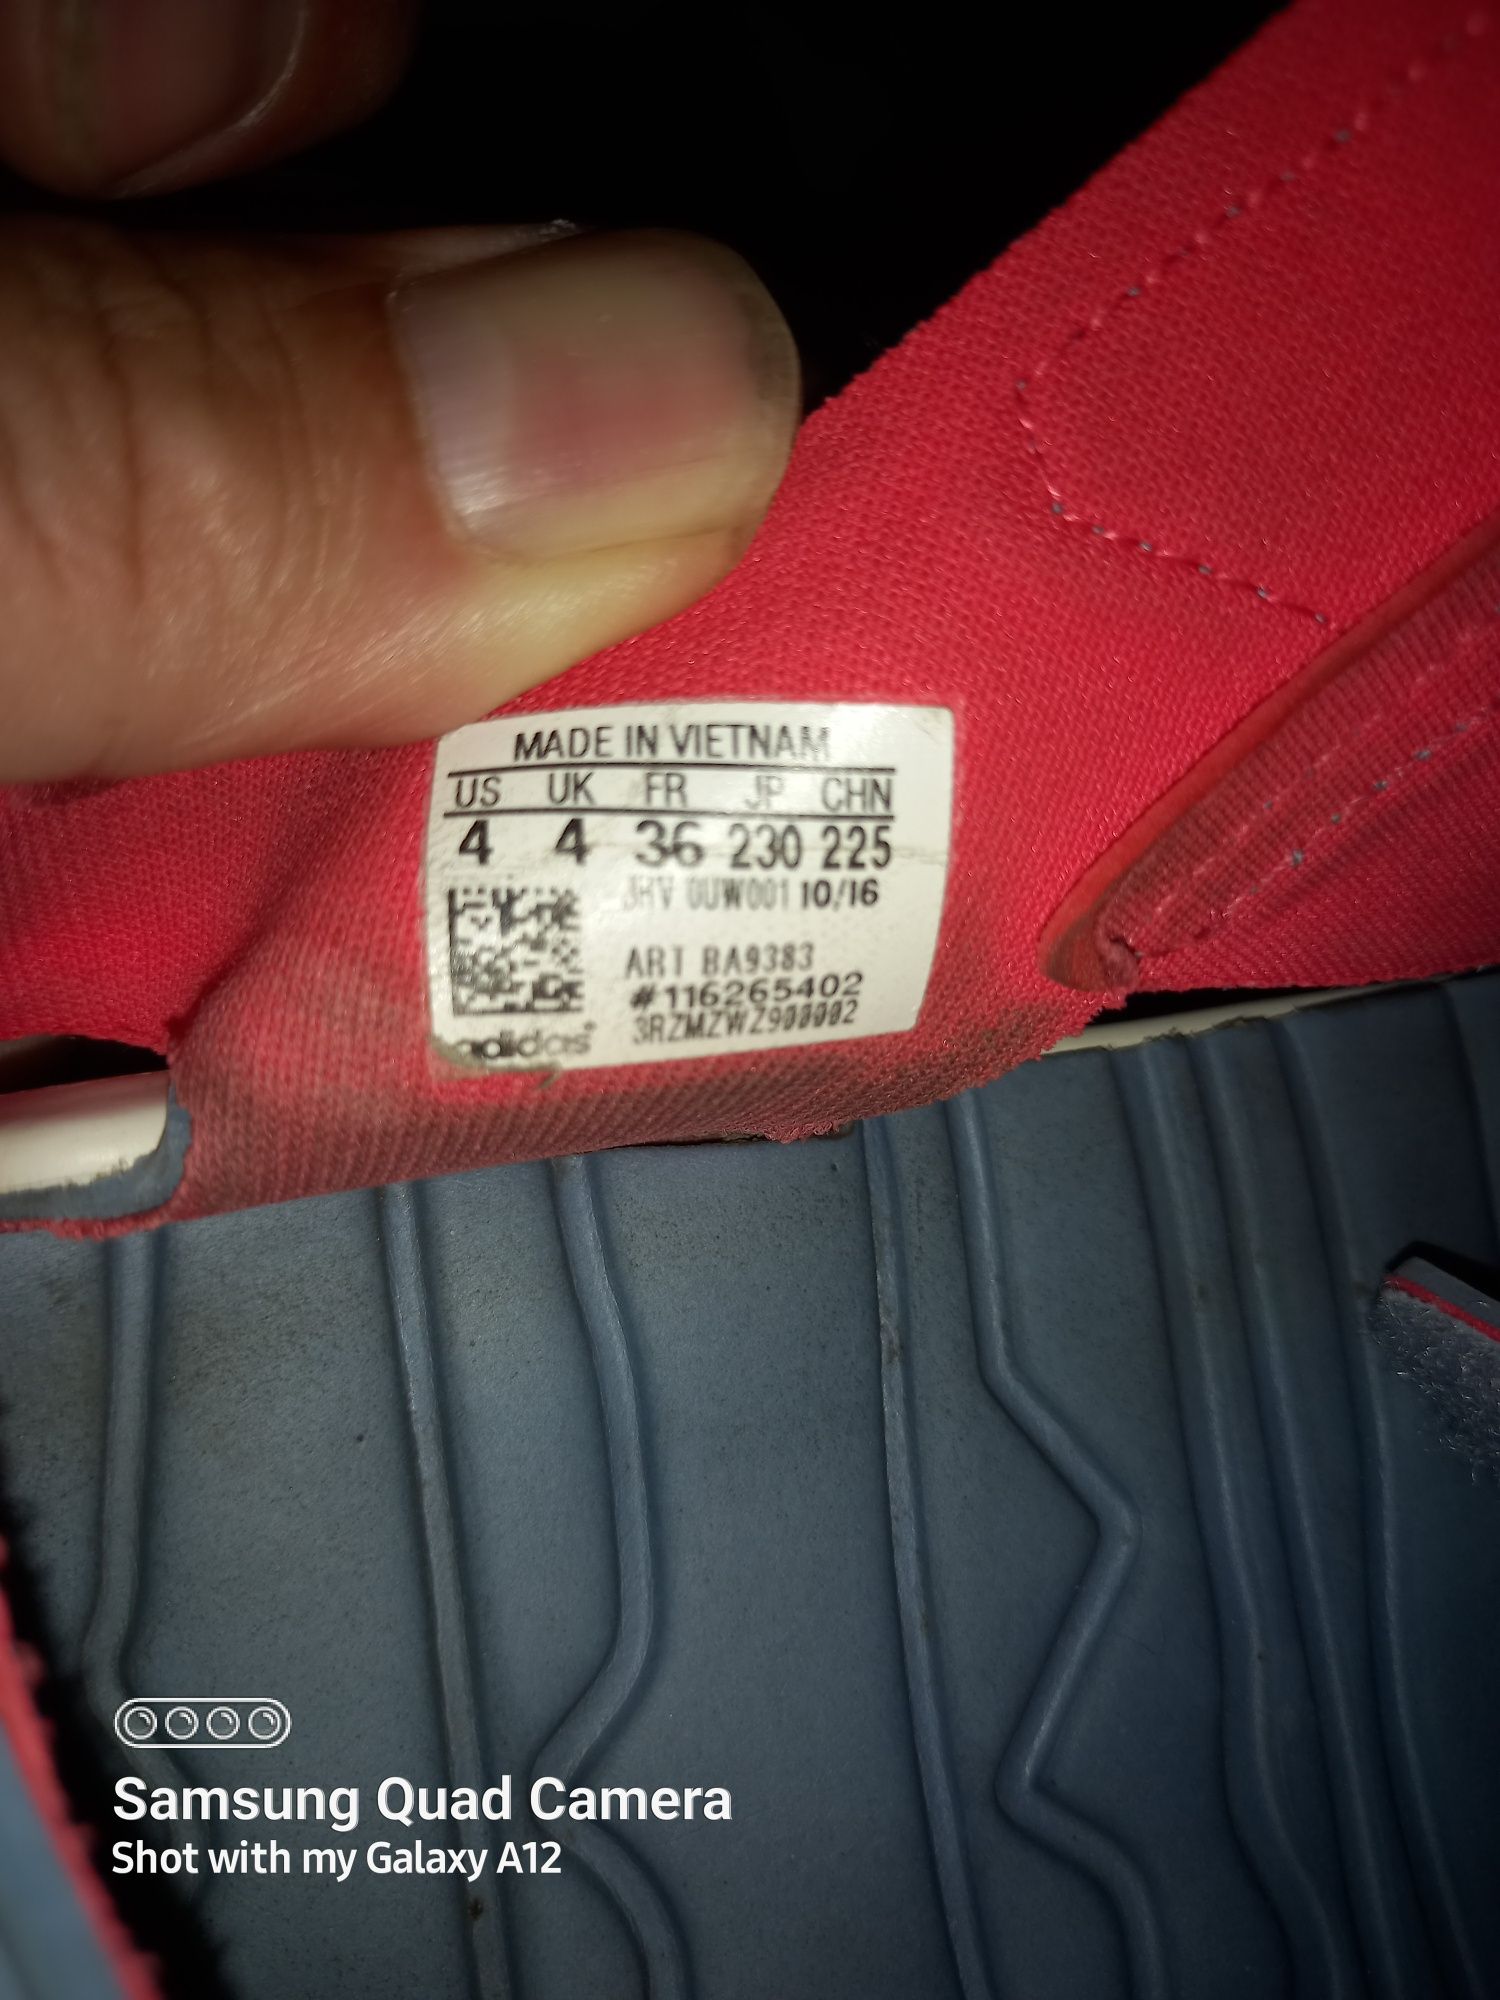 MADE IN VIETNAM
US UK FR JP CHN
4 4 36 230 225
0UW001 10/16
ART BA9383
#116265402
adidas
Samsung Quad Camera
Shot with my Galaxy A12